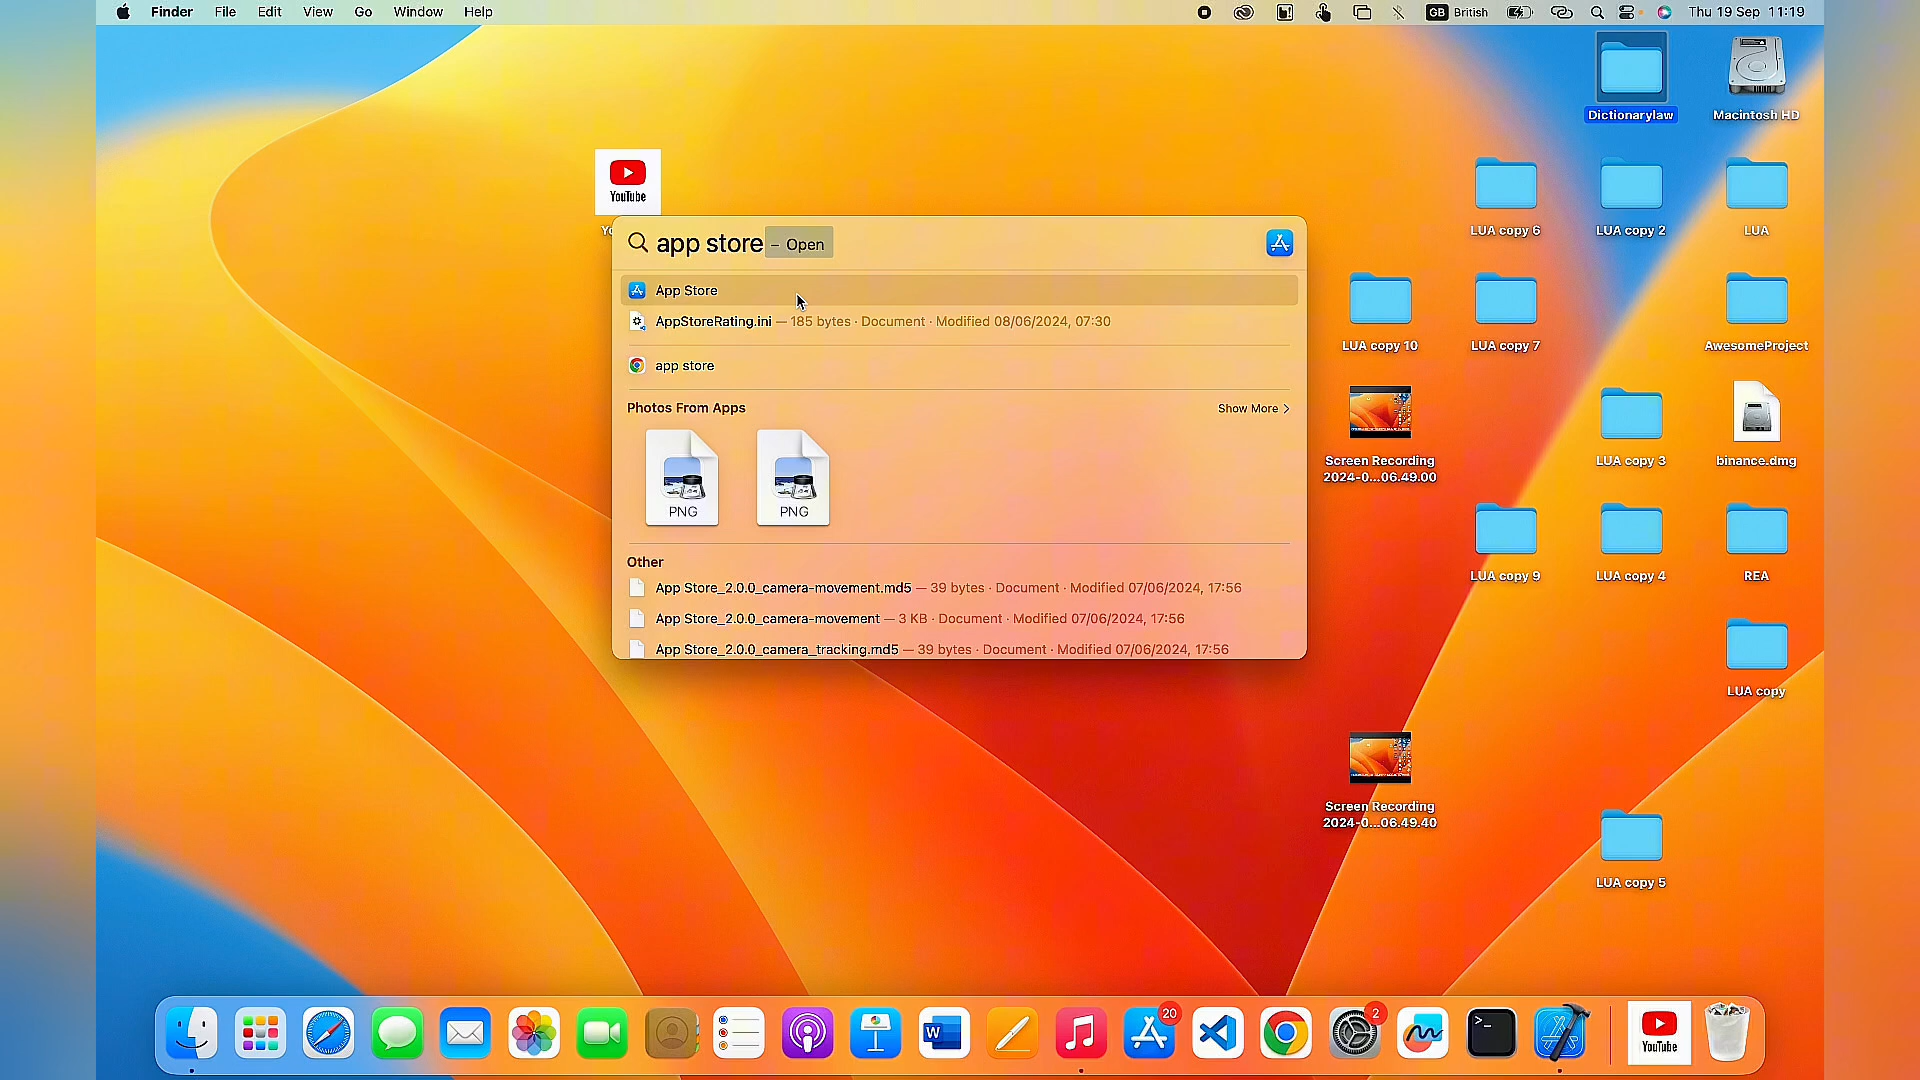 Finder File Edit View Go Window Help
GB British Thu 19 Sep 11:19
Dictionarylaw
Macintosh HD
YouTube
LUA copy 6
LUA copy 2
LUA
app store – Open
App Store
AppStoreRating.ini — 185 bytes · Document · Modified 08/06/2024, 07:30
app store
Photos From Apps
Show More
PNG
PNG
Other
App Store_2.0.0_camera-movement.md5 — 39 bytes · Document · Modified 07/06/2024, 17:56
App Store_2.0.0_camera-movement — 3 KB · Document · Modified 07/06/2024, 17:56
App Store_2.0.0_camera_tracking.md5 — 39 bytes · Document · Modified 07/06/2024, 17:56
LUA copy 10
LUA copy 7
AwesomeProject
Screen Recording
2024-0...06.49.00
LUA copy 3
binance.dmg
LUA copy 9
LUA copy 4
REA
LUA copy
Screen Recording
2024-0...06.49.40
LUA copy 5
W
20
2
>_
YouTube